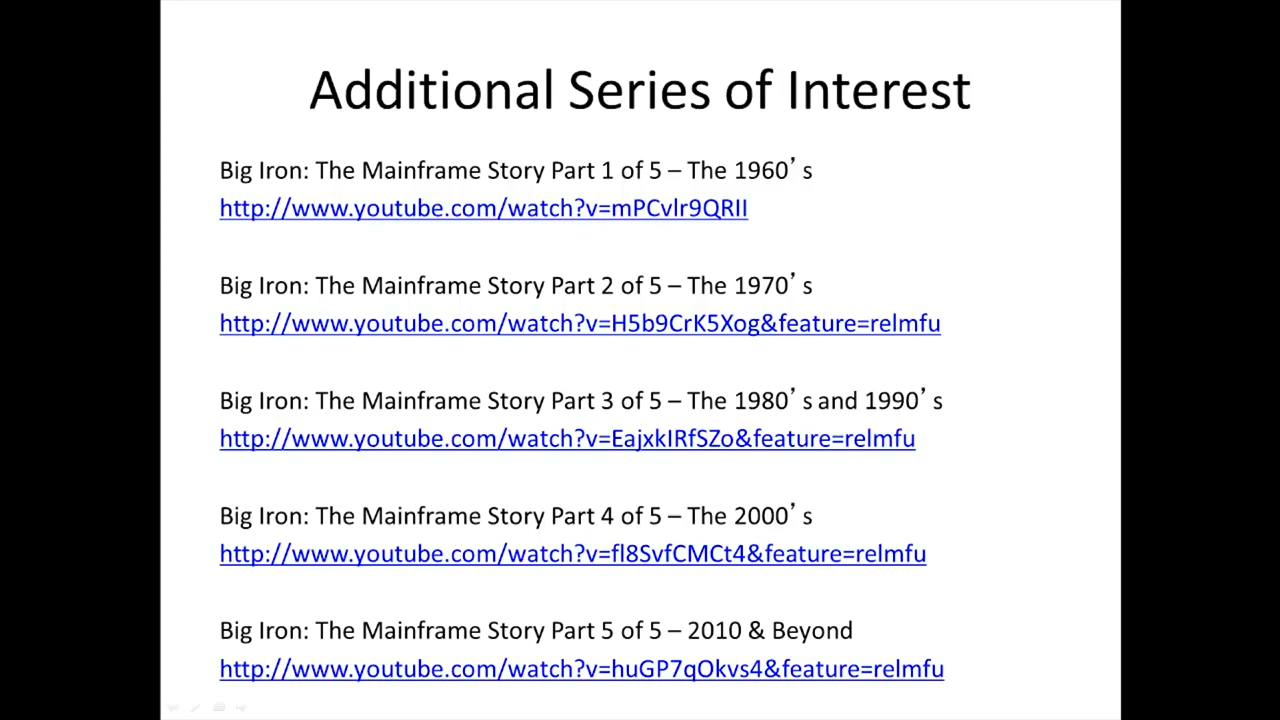 Additional Series of Interest
Big Iron: The Mainframe Story Part 1 of 5 – The 1960’s
http://www.youtube.com/watch?v=mPCvlr9QRII
Big Iron: The Mainframe Story Part 2 of 5 – The 1970’s
http://www.youtube.com/watch?v=H5b9CrK5Xog&feature=relmfu
Big Iron: The Mainframe Story Part 3 of 5 – The 1980’s and 1990’s
http://www.youtube.com/watch?v=EajxkIRfSZo&feature=relmfu
Big Iron: The Mainframe Story Part 4 of 5 – The 2000’s
http://www.youtube.com/watch?v=fl8SvfCMCt4&feature=relmfu
Big Iron: The Mainframe Story Part 5 of 5 – 2010 & Beyond
http://www.youtube.com/watch?v=huGP7qOkvs4&feature=relmfu